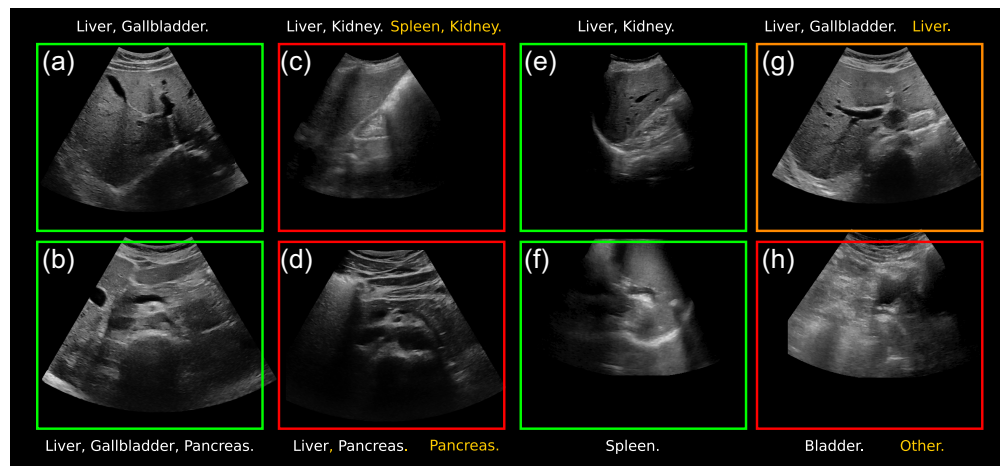 Liver, Gallbladder.
Liver, Kidney. Spleen, Kidney.
Liver, Kidney.
Liver, Gallbladder. Liver.
(a)
(c)
(e)
(g)
(b)
(d)
(f)
(h)
Liver, Gallbladder, Pancreas.
Liver, Pancreas. Pancreas.
Spleen.
Bladder. Other.